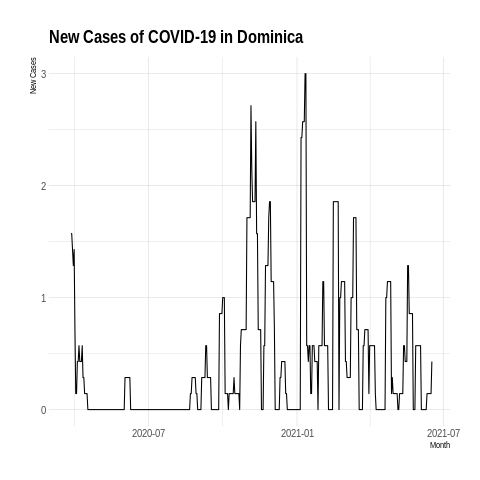 New Cases of COVID-19 in Dominica
New Cases
3
2
1
0
2020-07
2021-01
2021-07
Month